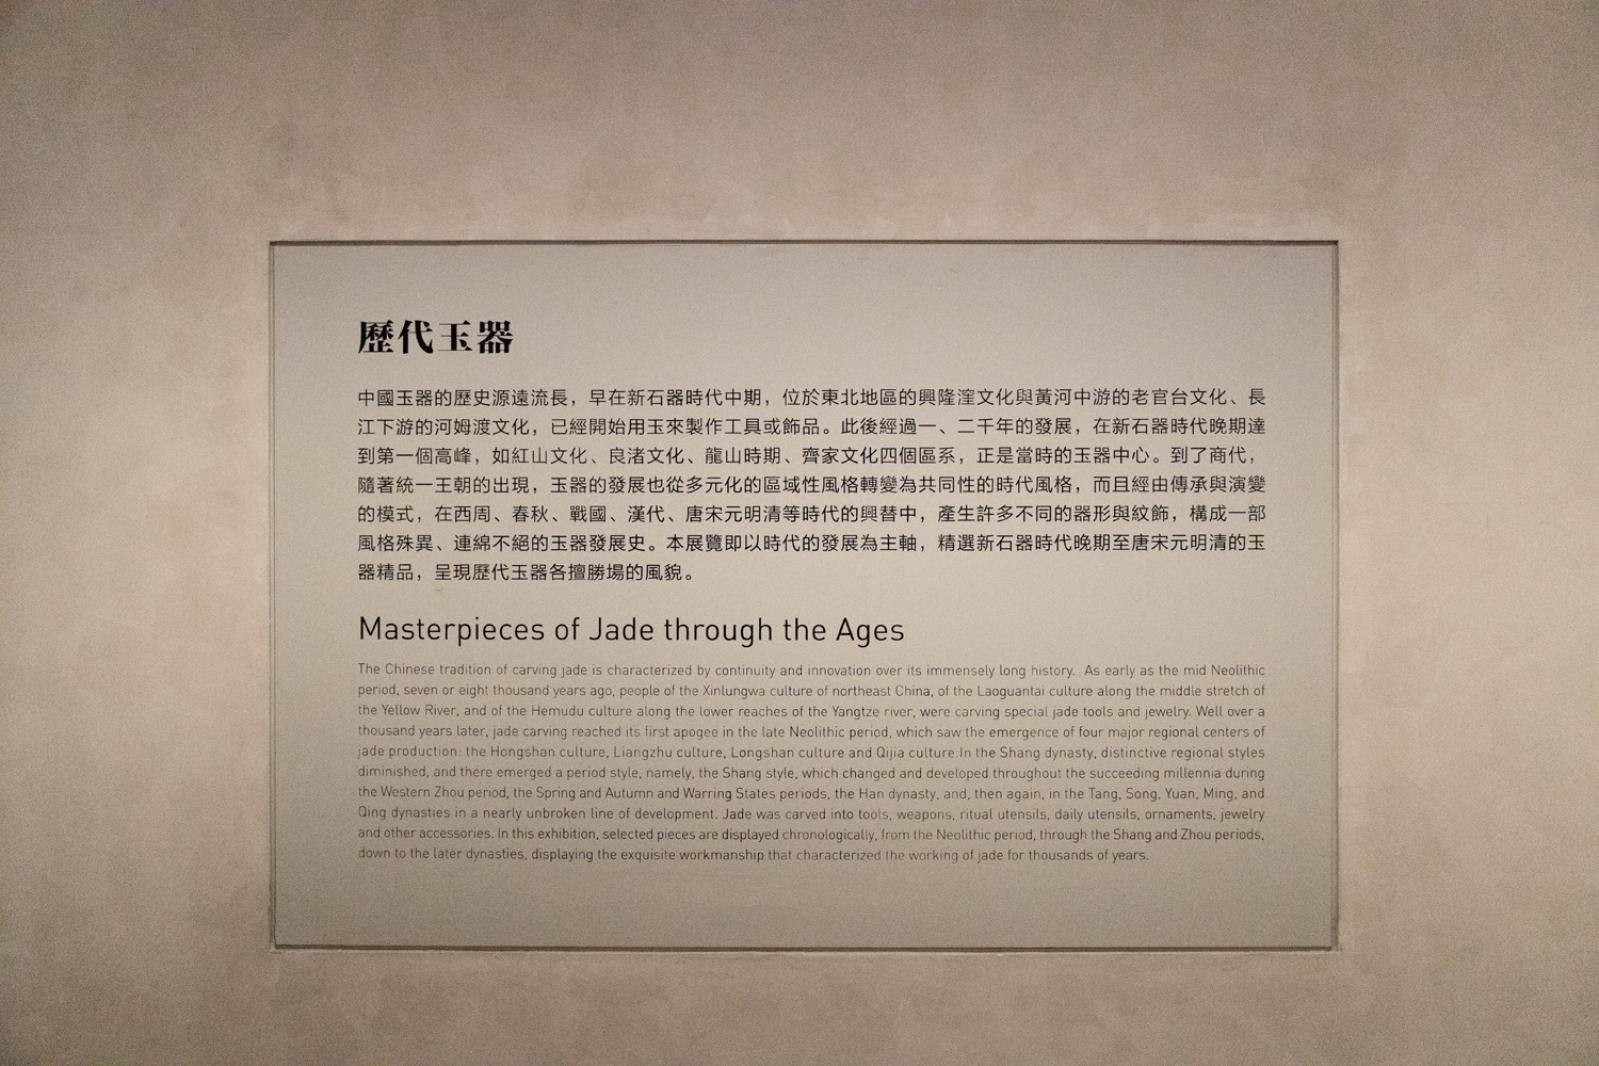 歷代玉器
中國玉器的歷史源遠流長，早在新石器時代中期，位於東北地區的興隆漥文化與黃河中游的老官台文化、長
江下游的河姆渡文化，已經開始用玉來製作工具或飾品。此後經過一、二千年的發展，在新石器時代晚期達
到第一個高峰，如紅山文化、良渚文化、龍山時期、齊家文化四個區系，正是當時的玉器中心。到了商代，
隨著統一王朝的出現，玉器的發展也從多元化的區域性風格轉變為共同性的時代風格，而且經由傳承與演變
的模式，在西周、春秋、戰國、漢代、唐宋元明清等時代的興替中，產生許多不同的器形與紋飾，構成一部
風格殊異、連綿不絕的玉器發展史。本展覽即以時代的發展為主軸，精選新石器時代晚期至唐宋元明清的玉
器精品，呈現歷代玉器各擅勝場的風貌。
Masterpieces of Jade through the Ages
The Chinese tradition of carving jade is characterized by continuity and innovation over its immensely long history. As early as the mid Neolithic
period, seven or eight thousand years ago, people of the Xinlungwa culture of northeast China, of the Laoguantai culture along the middle stretch of
the Yellow River, and of the Hemudu culture along the lower reaches of the Yangtze river, were carving special jade tools and jewelry. Well over a
thousand years later, jade carving reached its first apogee in the late Neolithic period, which saw the emergence of four major regional centers of
jade production: the Hongshan culture, Liangzhu culture, Longshan culture and Qijia culture.In the Shang dynasty, distinctive regional styles
diminished, and there emerged a period style, namely, the Shang style, which changed and developed throughout the succeeding millennia during
the Western Zhou period, the Spring and Autumn and Warring States periods, the Han dynasty, and, then again, in the Tang, Song, Yuan, Ming, and
Qing dynasties in a nearly unbroken line of development. Jade was carved into tools, weapons, ritual utensils, daily utensils, ornaments, jewelry
and other accessories. In this exhibition, selected pieces are displayed chronologically, from the Neolithic period, through the Shang and Zhou periods,
down to the later dynasties, displaying the exquisite workmanship that characterized the working of jade for thousands of years.